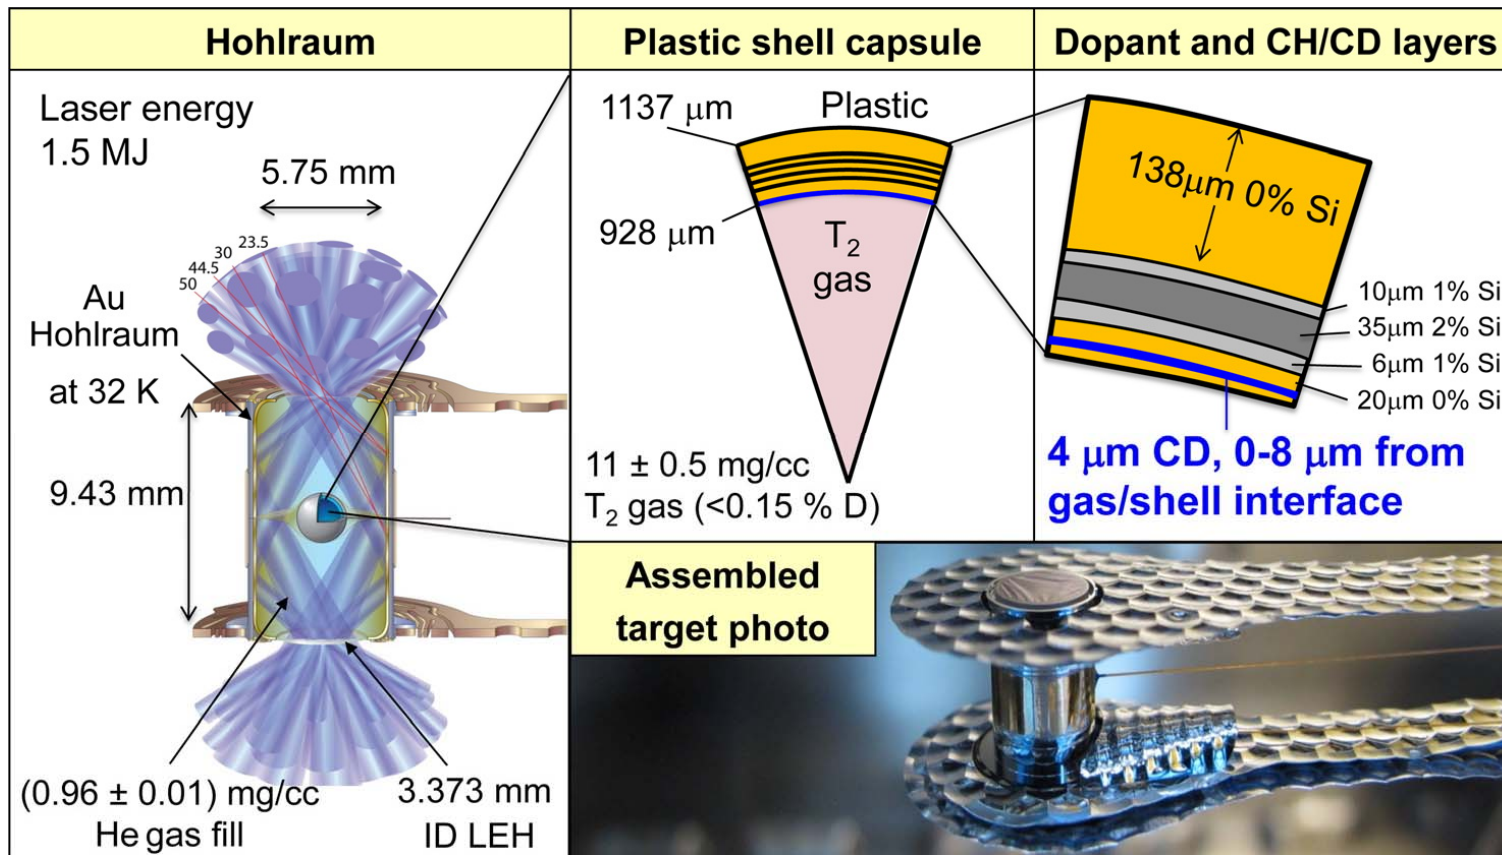 Hohlraum
Laser energy
1.5 MJ
5.75 mm
23.5
30
44.5
50
Au
Hohlraum
at 32 K
9.43 mm
(0.96 ± 0.01) mg/cc
He gas fill
3.373 mm
ID LEH
Plastic shell capsule
1137 μm
Plastic
928 μm
T₂
gas
11 ± 0.5 mg/cc
T₂ gas (<0.15 % D)
Dopant and CH/CD layers
138μm 0% Si
10μm 1% Si
35μm 2% Si
6μm 1% Si
20μm 0% Si
4 μm CD, 0-8 μm from
gas/shell interface
Assembled
target photo